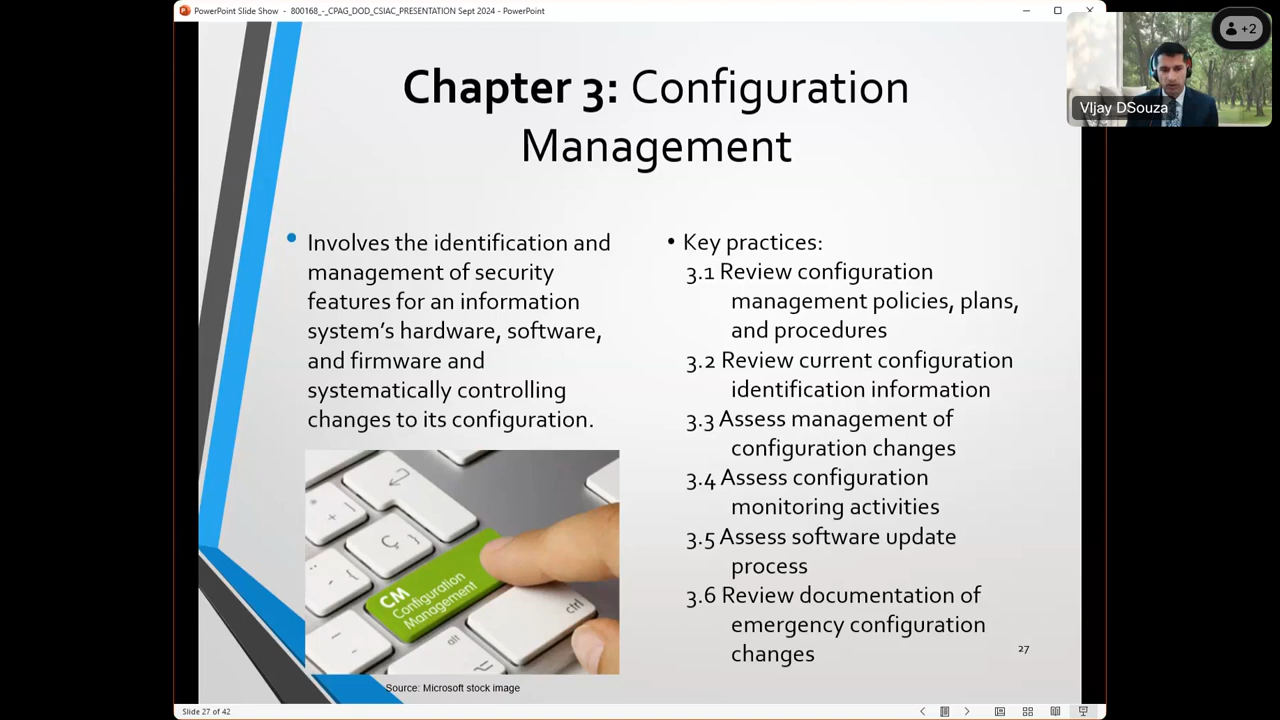 PowerPoint Slide Show - 800168_-_CPAG_DOD_CSIAC_PRESENTATION Sept 2024 - PowerPoint
+2
VIjay DSouza
Chapter 3: Configuration
Management
• Involves the identification and
management of security
features for an information
system's hardware, software,
and firmware and
systematically controlling
changes to its configuration.
CM
Configuration
Management
alt
ctrl
Source: Microsoft stock image
• Key practices:
3.1 Review configuration
management policies, plans,
and procedures
3.2 Review current configuration
identification information
3.3 Assess management of
configuration changes
3.4 Assess configuration
monitoring activities
3.5 Assess software update
process
3.6 Review documentation of
emergency configuration
changes
27
Slide 27 of 42